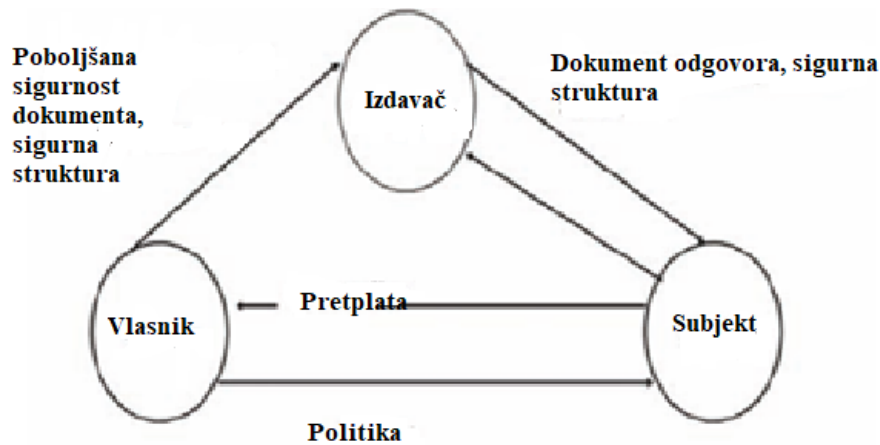 Poboljšana
sigurnost
dokumenta,
sigurna
struktura
Izdavač
Dokument odgovora, sigurna
struktura
Vlasnik
Pretplata
Subjekt
Politika